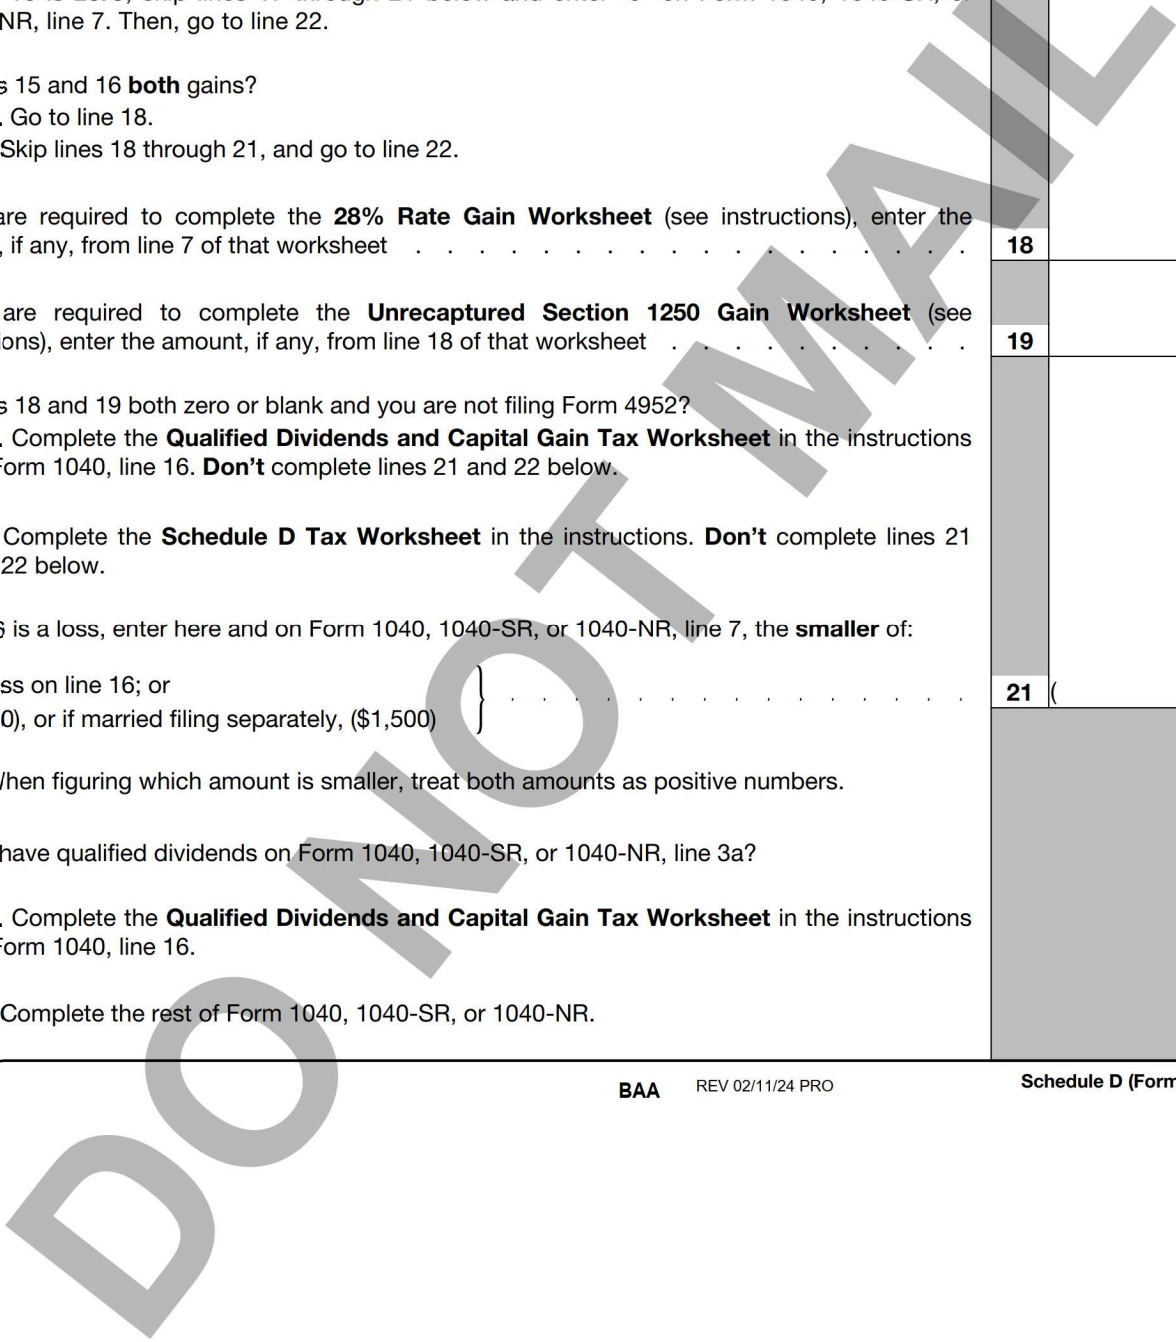 NR, line 7. Then, go to line 22.
15 and 16 both gains?
. Go to line 18.
Skip lines 18 through 21, and go to line 22.
are required to complete the 28% Rate Gain Worksheet (see instructions), enter the
, if any, from line 7 of that worksheet . . . . . . . . . . . . . . . . . . 18
are required to complete the Unrecaptured Section 1250 Gain Worksheet (see
ions), enter the amount, if any, from line 18 of that worksheet . . . . . . . . . . 19
18 and 19 both zero or blank and you are not filing Form 4952?
. Complete the Qualified Dividends and Capital Gain Tax Worksheet in the instructions
Form 1040, line 16. Don't complete lines 21 and 22 below.
Complete the Schedule D Tax Worksheet in the instructions. Don't complete lines 21
22 below.
is a loss, enter here and on Form 1040, 1040-SR, or 1040-NR, line 7, the smaller of:
ss on line 16; or
0), or if married filing separately, ($1,500) } . . . . . . . . . . . . . . . 21 (
When figuring which amount is smaller, treat both amounts as positive numbers.
have qualified dividends on Form 1040, 1040-SR, or 1040-NR, line 3a?
. Complete the Qualified Dividends and Capital Gain Tax Worksheet in the instructions
Form 1040, line 16.
Complete the rest of Form 1040, 1040-SR, or 1040-NR.
BAA REV 02/11/24 PRO Schedule D (Form
DO NOT MAIL